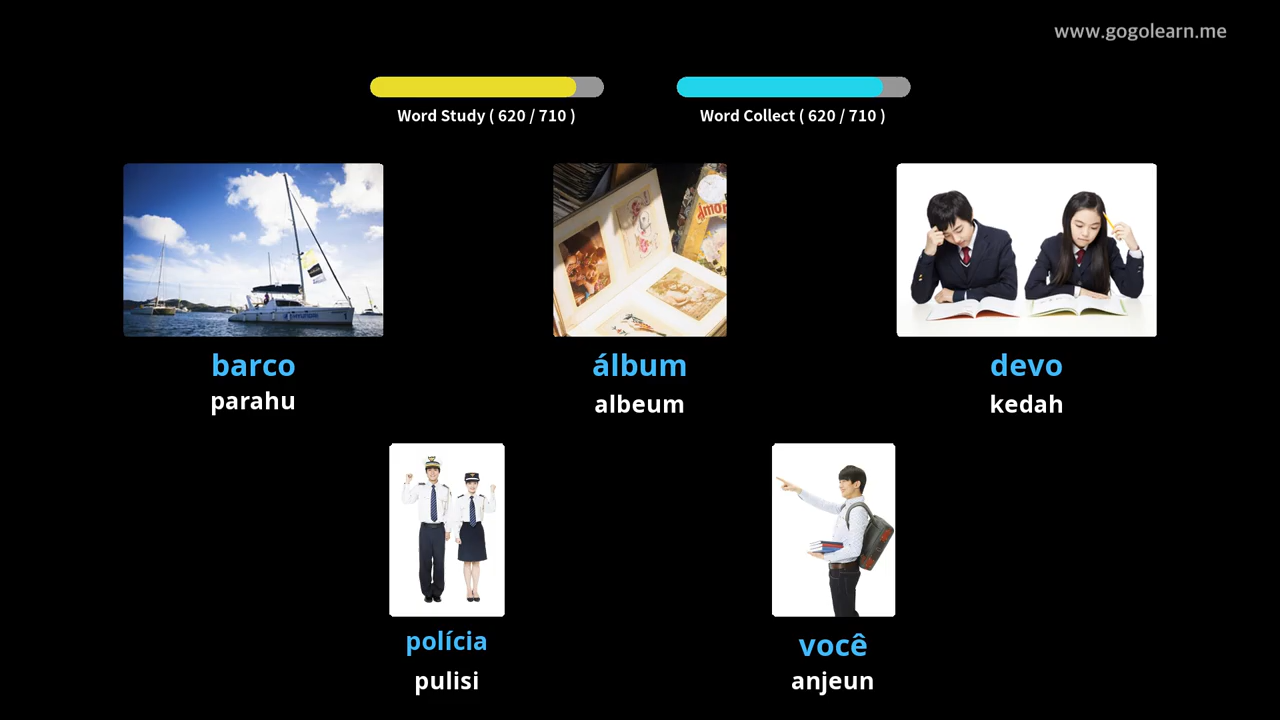 www.gogolearn.me
Word Study ( 620 / 710 )
Word Collect ( 620 / 710 )
barco
parahu
álbum
albeum
devo
kedah
polícia
pulisi
você
anjeun